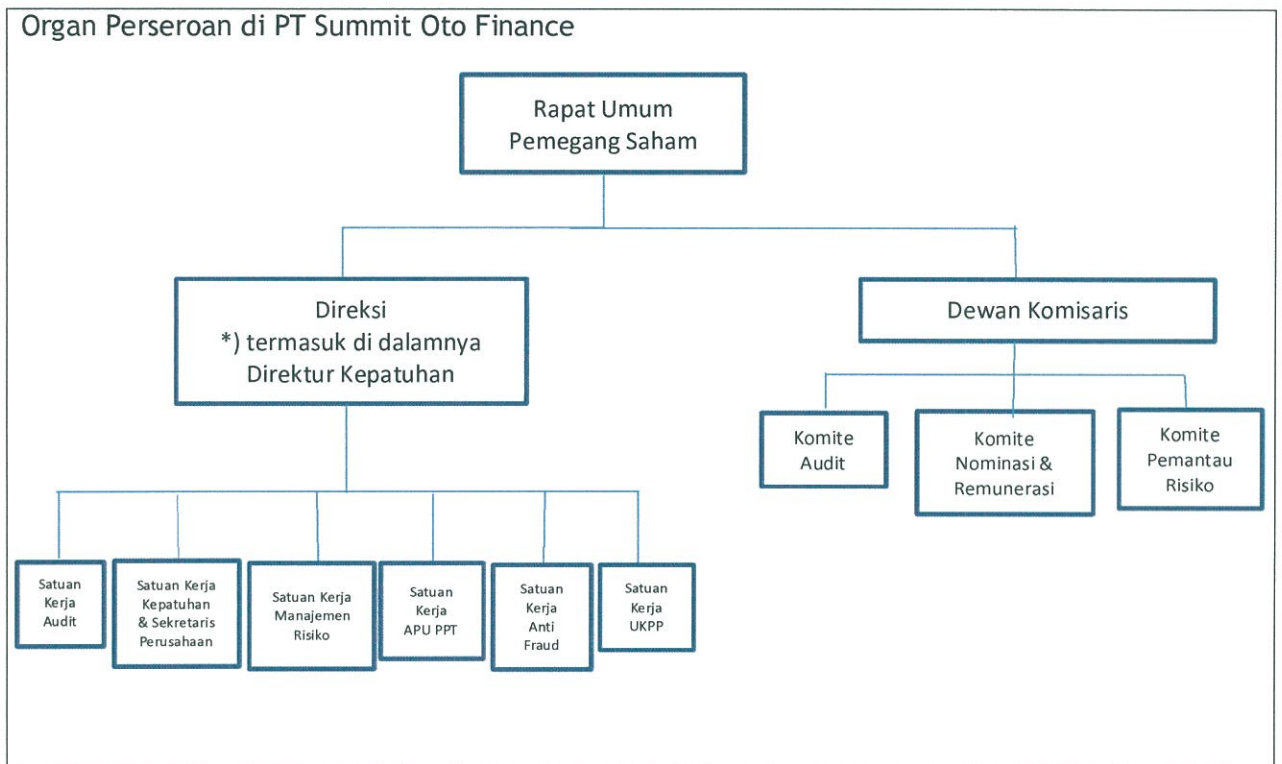 Organ Perseroan di PT Summit Oto Finance
Rapat Umum
Pemegang Saham
Direksi
*) termasuk di dalamnya
Direktur Kepatuhan
Dewan Komisaris
Komite
Audit
Komite
Nominasi &
Remunerasi
Komite
Pemantau
Risiko
Satuan
Kerja
Audit
Satuan Kerja
Kepatuhan
& Sekretaris
Perusahaan
Satuan Kerja
Manajemen
Risiko
Satuan
Kerja
APU PPT
Satuan
Kerja
Anti
Fraud
Satuan
Kerja
UKPP